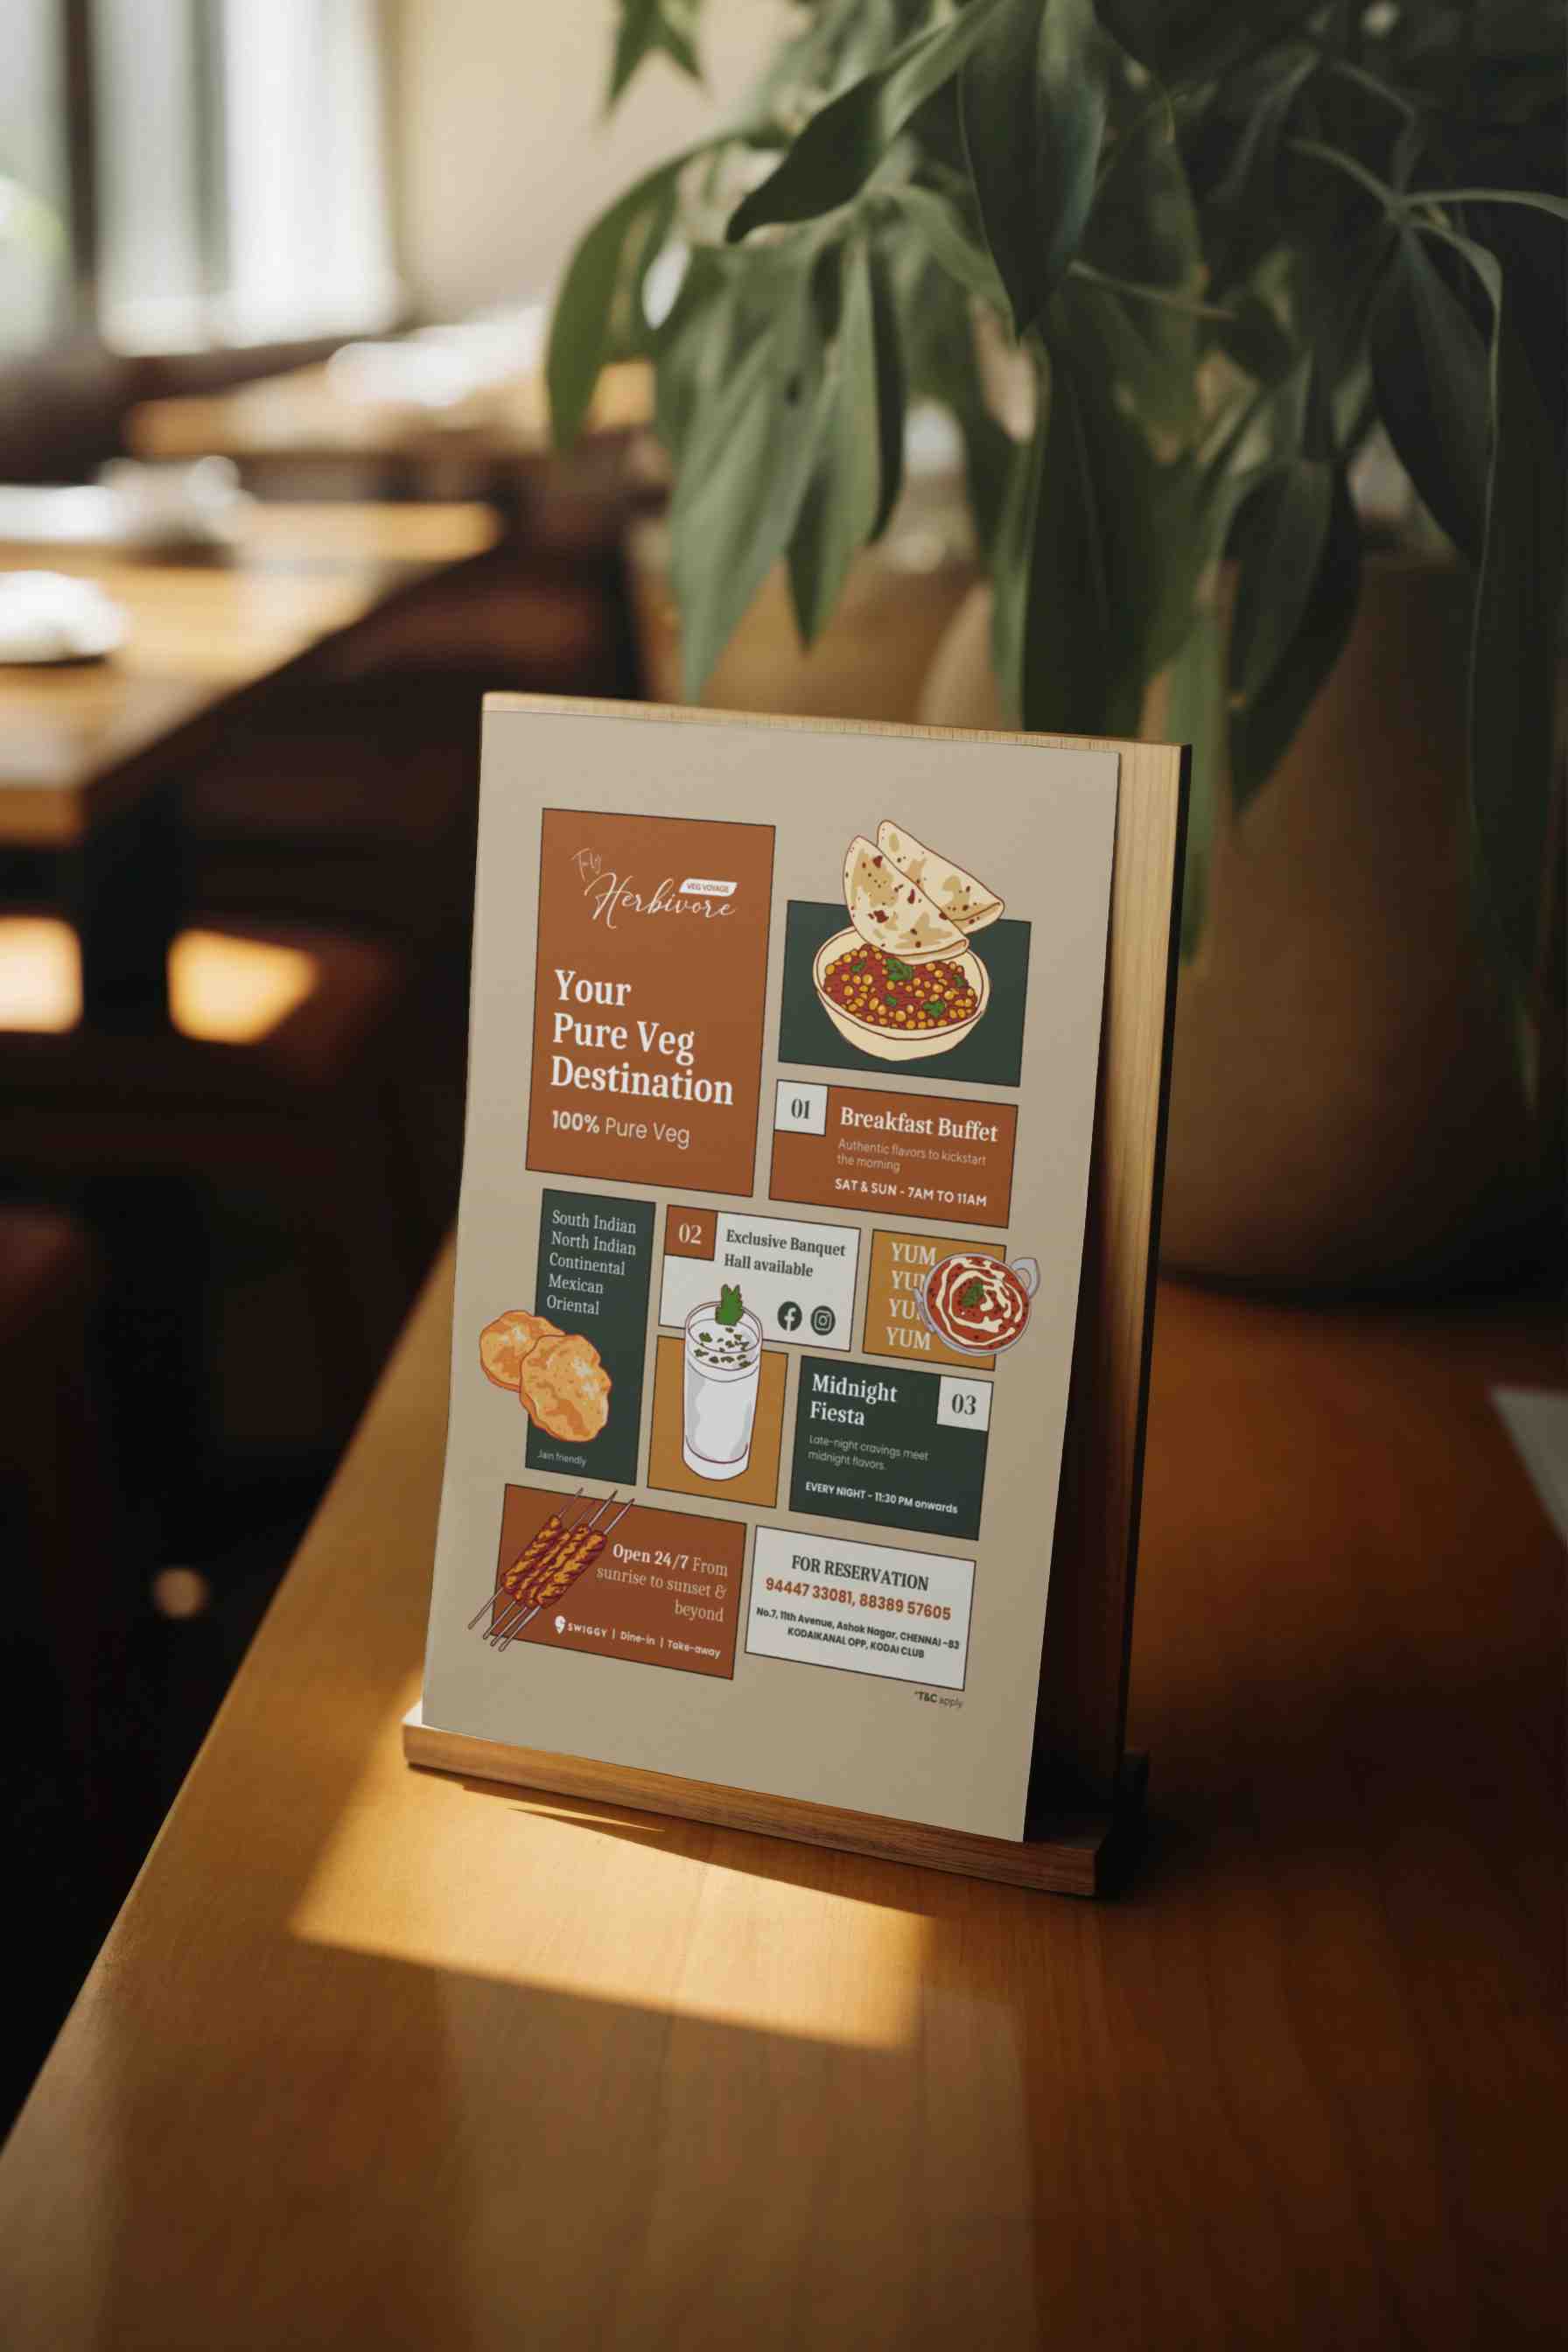 Truly
Herbivore
VEG VOYAGE
Your
Pure Veg
Destination
100% Pure Veg
01
Breakfast Buffet
Authentic flavors to kickstart
the morning
SAT & SUN - 7AM TO 11AM
South Indian
North Indian
Continental
Mexican
Oriental
Jain friendly
02
Exclusive Banquet
Hall available
YUM
YUM
YUM
YUM
Midnight
Fiesta
03
Late-night cravings meet
midnight flavors.
EVERY NIGHT - 11:30 PM onwards
Open 24/7 From
sunrise to sunset &
beyond
SWIGGY | Dine-in | Take-away
FOR RESERVATION
94447 33081, 88389 57605
No.7, 11th Avenue, Ashok Nagar, CHENNAI -83
KODAIKANAL OPP, KODAI CLUB
*T&C apply